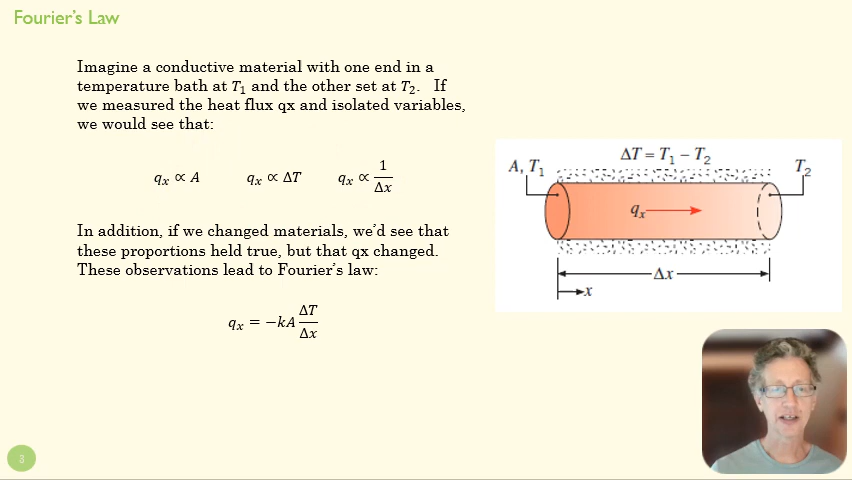 Fourier's Law
Imagine a conductive material with one end in a
temperature bath at T₁ and the other set at T₂. If
we measured the heat flux qx and isolated variables,
we would see that:
qₓ ∝ A    qₓ ∝ ΔT    qₓ ∝ 1/Δx
In addition, if we changed materials, we'd see that
these proportions held true, but that qx changed.
These observations lead to Fourier's law:
qₓ = −kA ΔT/Δx
ΔT = T₁ − T₂
A, T₁
T₂
qₓ
Δx
x
3